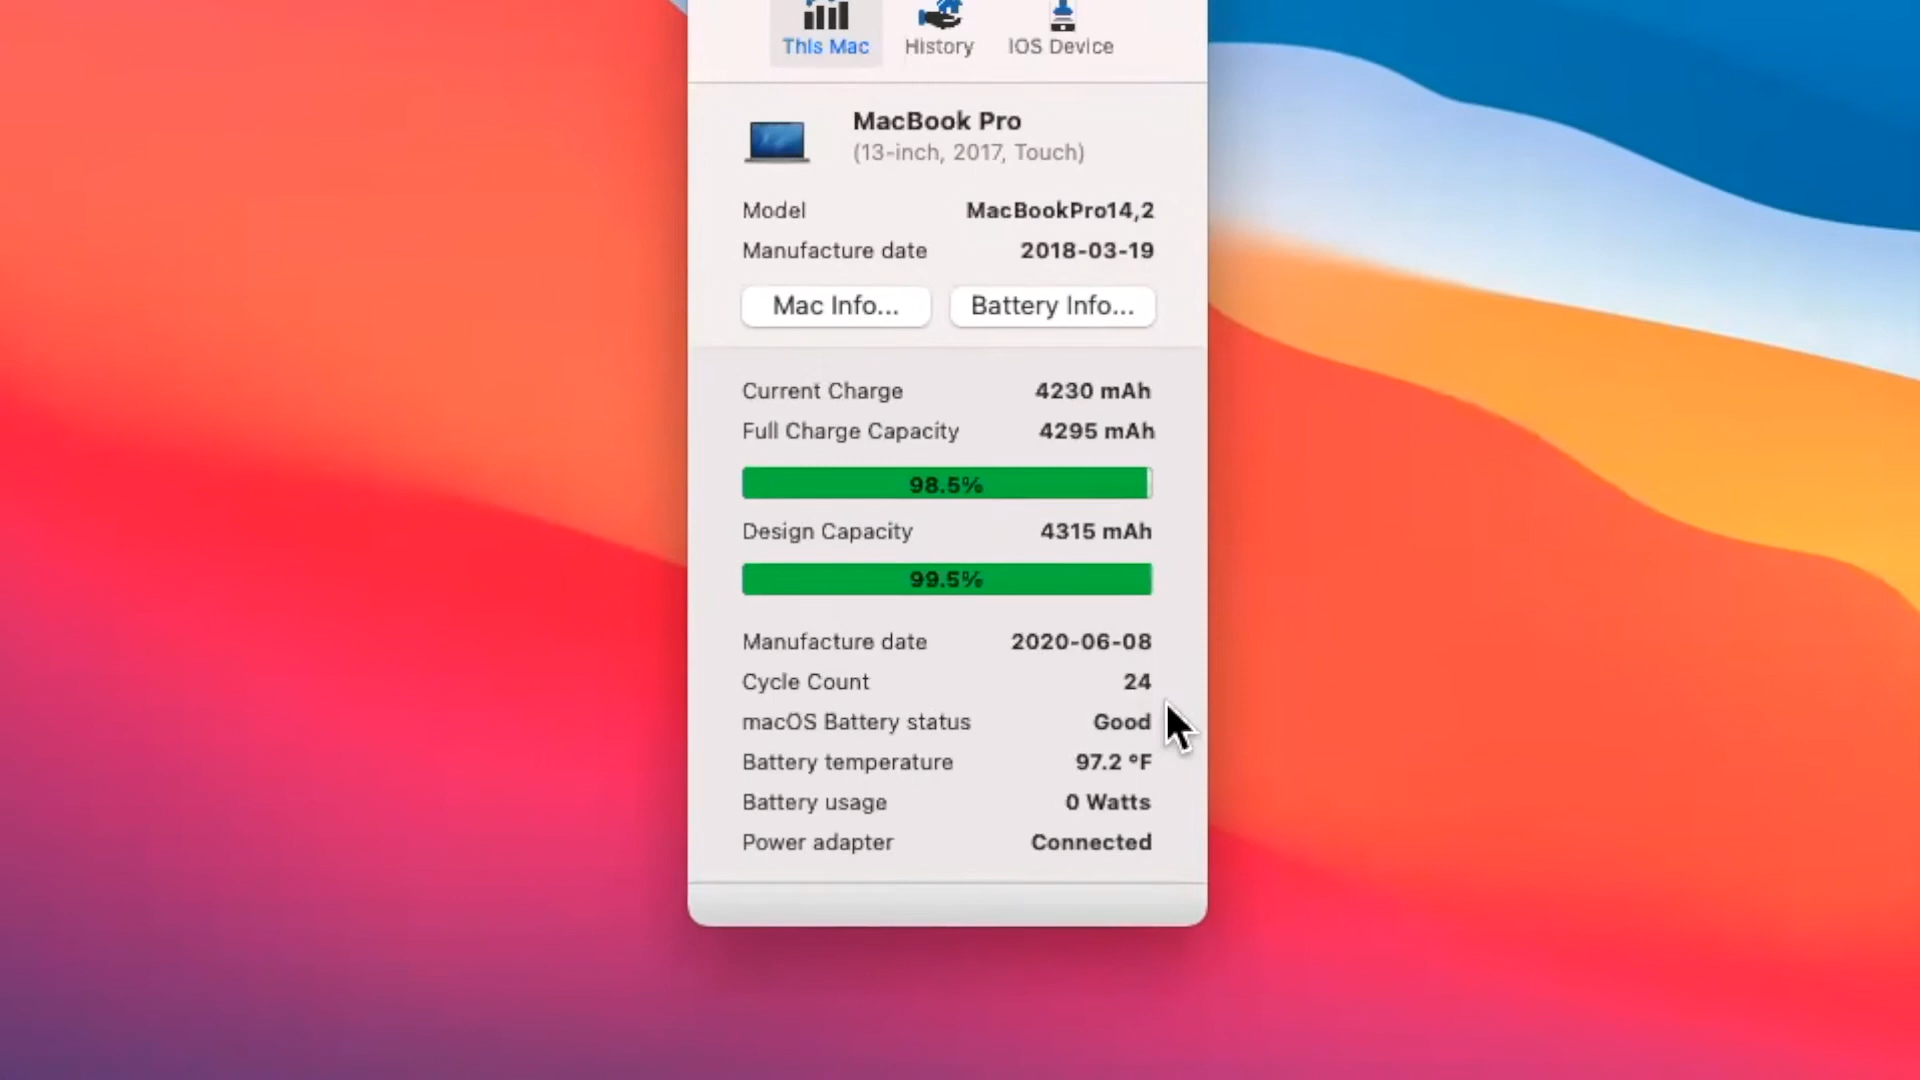 This Mac History iOS Device
MacBook Pro
(13-inch, 2017, Touch)
Model MacBookPro14,2
Manufacture date 2018-03-19
Mac Info... Battery Info...
Current Charge 4230 mAh
Full Charge Capacity 4295 mAh
98.5%
Design Capacity 4315 mAh
99.5%
Manufacture date 2020-06-08
Cycle Count 24
macOS Battery status Good
Battery temperature 97.2 °F
Battery usage 0 Watts
Power adapter Connected